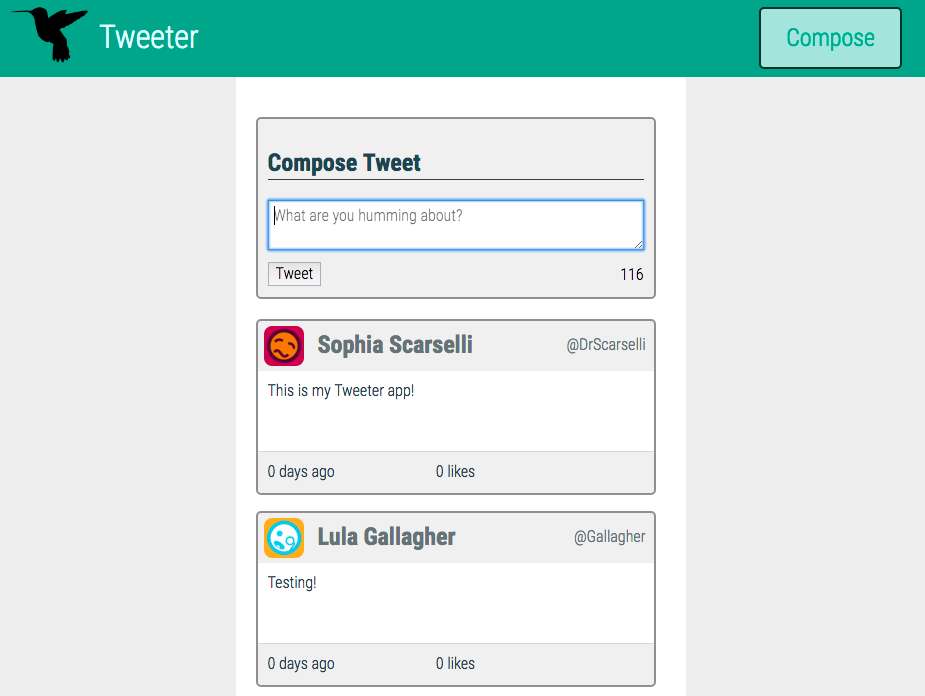 Tweeter
Compose
Compose Tweet
What are you humming about?
Tweet 116
Sophia Scarselli @DrScarselli
This is my Tweeter app!
0 days ago 0 likes
Lula Gallagher @Gallagher
Testing!
0 days ago 0 likes